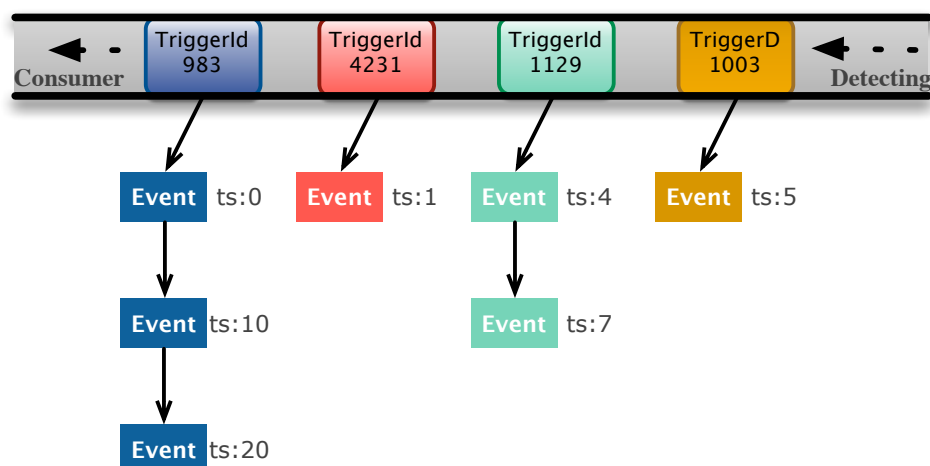 TriggerId
983
TriggerId
4231
TriggerId
1129
TriggerD
1003
Consumer
Detecting
Event ts:0
Event ts:1
Event ts:4
Event ts:5
Event ts:10
Event ts:7
Event ts:20